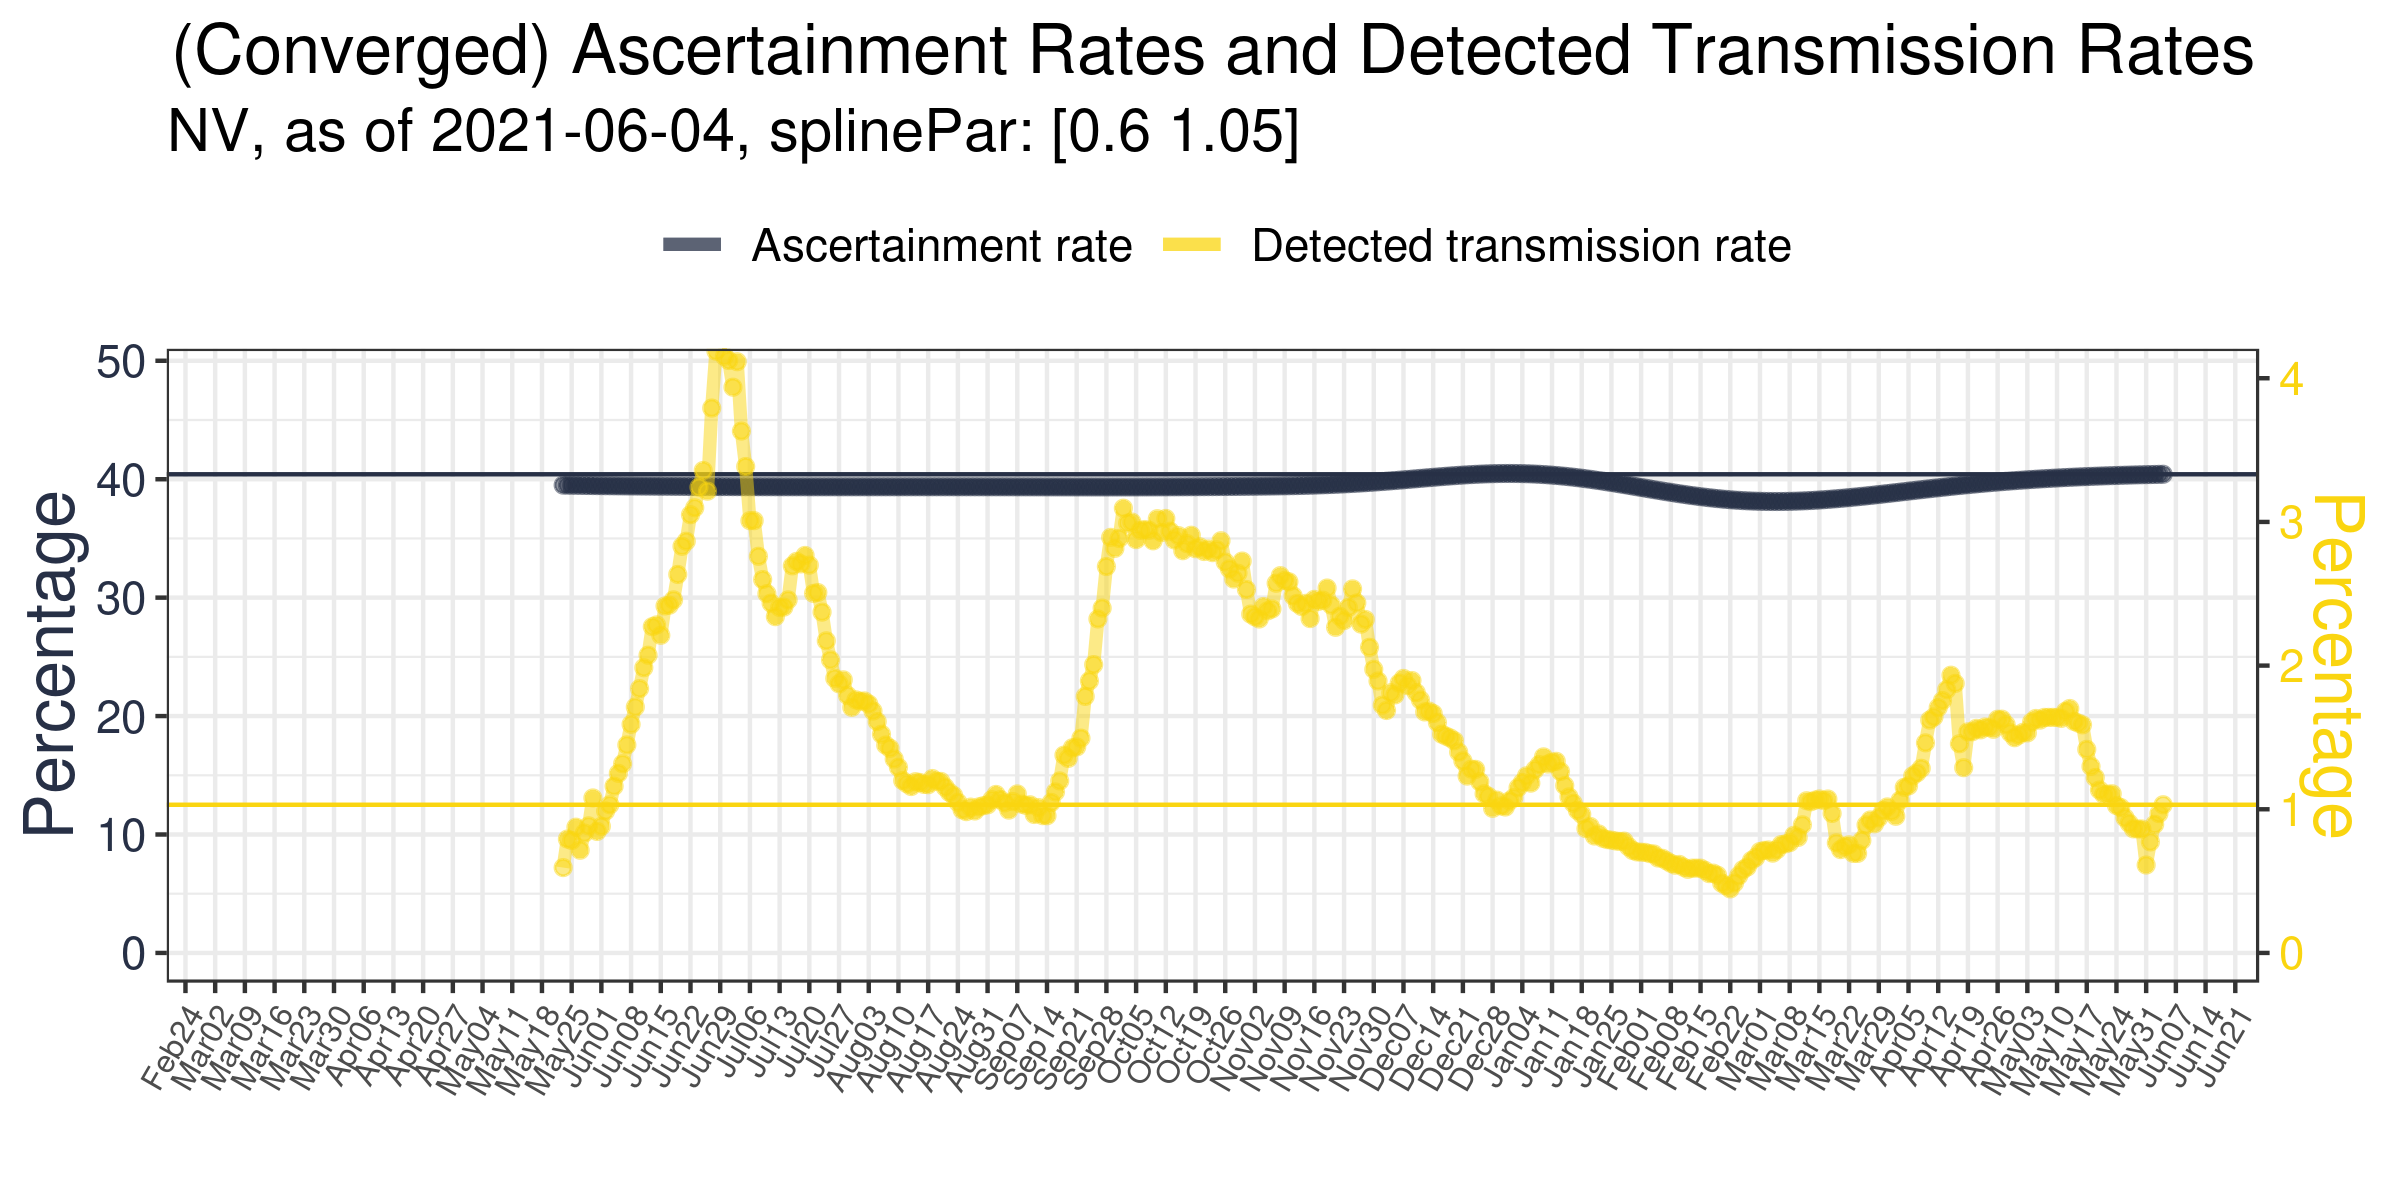 (Converged) Ascertainment Rates and Detected Transmission Rates
NV, as of 2021-06-04, splinePar: [0.6 1.05]
Ascertainment rate
Detected transmission rate
Percentage
50
40
30
20
10
0
4
3
2
1
0
Percentage
Feb24
Mar02
Mar09
Mar16
Mar23
Mar30
Apr06
Apr13
Apr20
Apr27
May04
May11
May18
May25
Jun01
Jun08
Jun15
Jun22
Jun29
Jul06
Jul13
Jul20
Jul27
Aug03
Aug10
Aug17
Aug24
Aug31
Sep07
Sep14
Sep21
Sep28
Oct05
Oct12
Oct19
Oct26
Nov02
Nov09
Nov16
Nov23
Nov30
Dec07
Dec14
Dec21
Dec28
Jan04
Jan11
Jan18
Jan25
Feb01
Feb08
Feb15
Feb22
Mar01
Mar08
Mar15
Mar22
Mar29
Apr05
Apr12
Apr19
Apr26
May03
May10
May17
May24
May31
Jun07
Jun14
Jun21